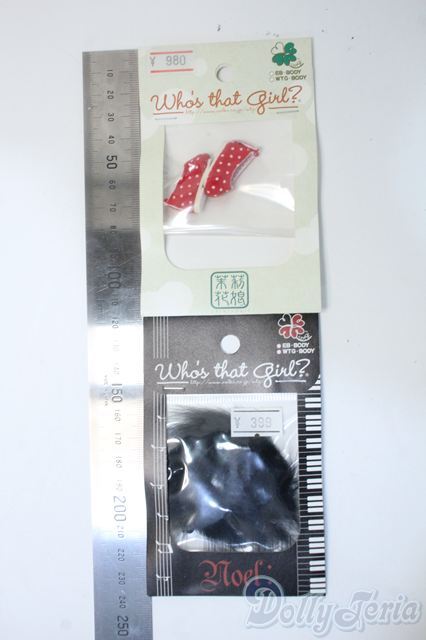 ¥ 980
EB-BODY
WTG-BODY
Who's that Girl?
茉莉
花娘
EB-BODY
WTG-BODY
Who's that Girl?
¥ 399
Noel
10
20
30
40
50
60
70
80
90
100
110
120
130
140
150
160
170
180
190
200
210
220
230
240
250
DollyTeria